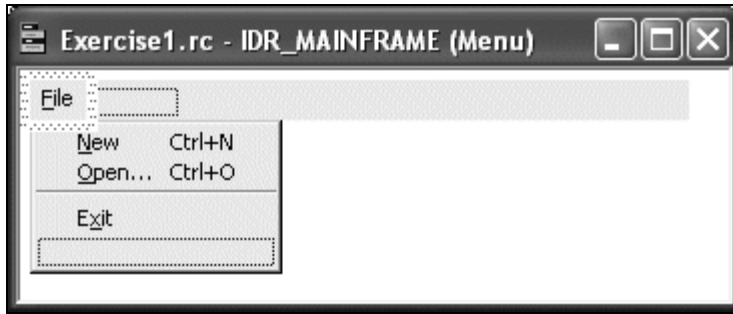 Exercise1.rc - IDR_MAINFRAME (Menu)
File
New Ctrl+N
Open... Ctrl+O
Exit